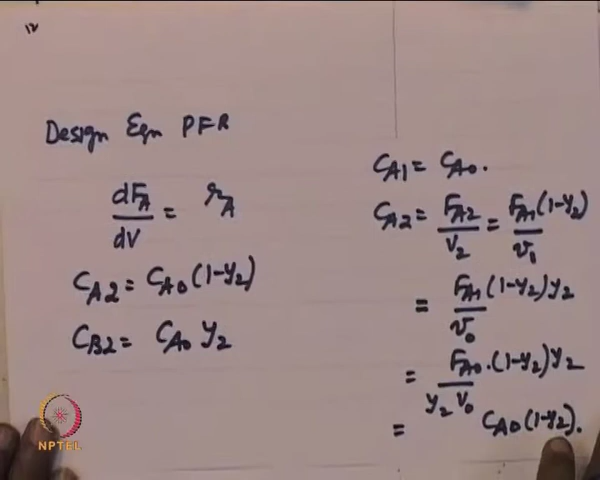 12
Design Eqn PFR
dF_A/dV = r_A
C_A2 = C_A0 (1-y_2)
C_B2 = C_A0 y_2
C_A1 = C_A0.
C_A2 = F_A2/V_2 = F_A1 (1-y_2)/v_1
= F_A1 (1-y_2) y_2/v_0
= F_A0 . (1-y_2) y_2/y_2 v_0
= C_A0 (1-y_2).
NPTEL